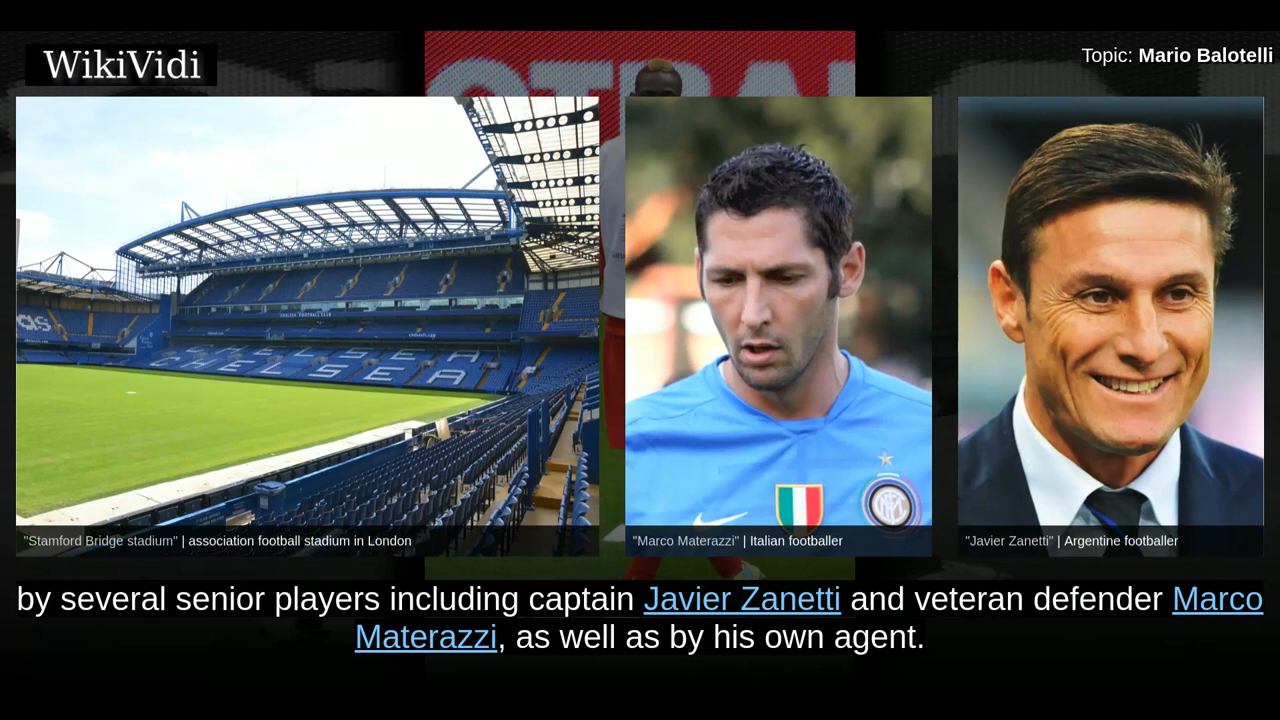 WikiVidi
Topic: Mario Balotelli
CHELSEA
CHELSEA
"Stamford Bridge stadium" | association football stadium in London
"Marco Materazzi" | Italian footballer
"Javier Zanetti" | Argentine footballer
by several senior players including captain Javier Zanetti and veteran defender Marco
Materazzi, as well as by his own agent.